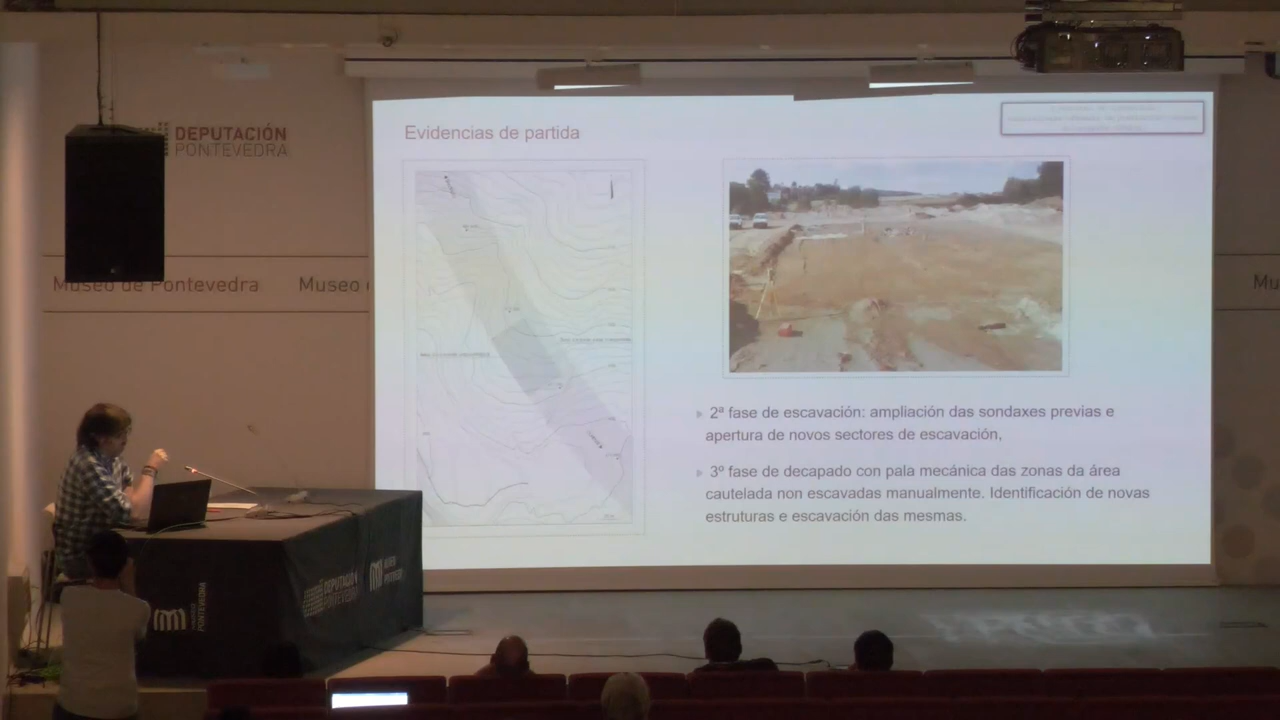 DEPUTACIÓN
PONTEVEDRA
Museo de Pontevedra
Museo
Mu
Evidencias de partida
2ª fase de escavación: ampliación das sondaxes previas e
apertura de novos sectores de escavación,
3º fase de decapado con pala mecánica das zonas da área
cautelada non escavadas manualmente. Identificación de novas
estruturas e escavación das mesmas.
DEPUTACIÓN
PONTEVEDRA
MUSEO
PONTEVEDRA